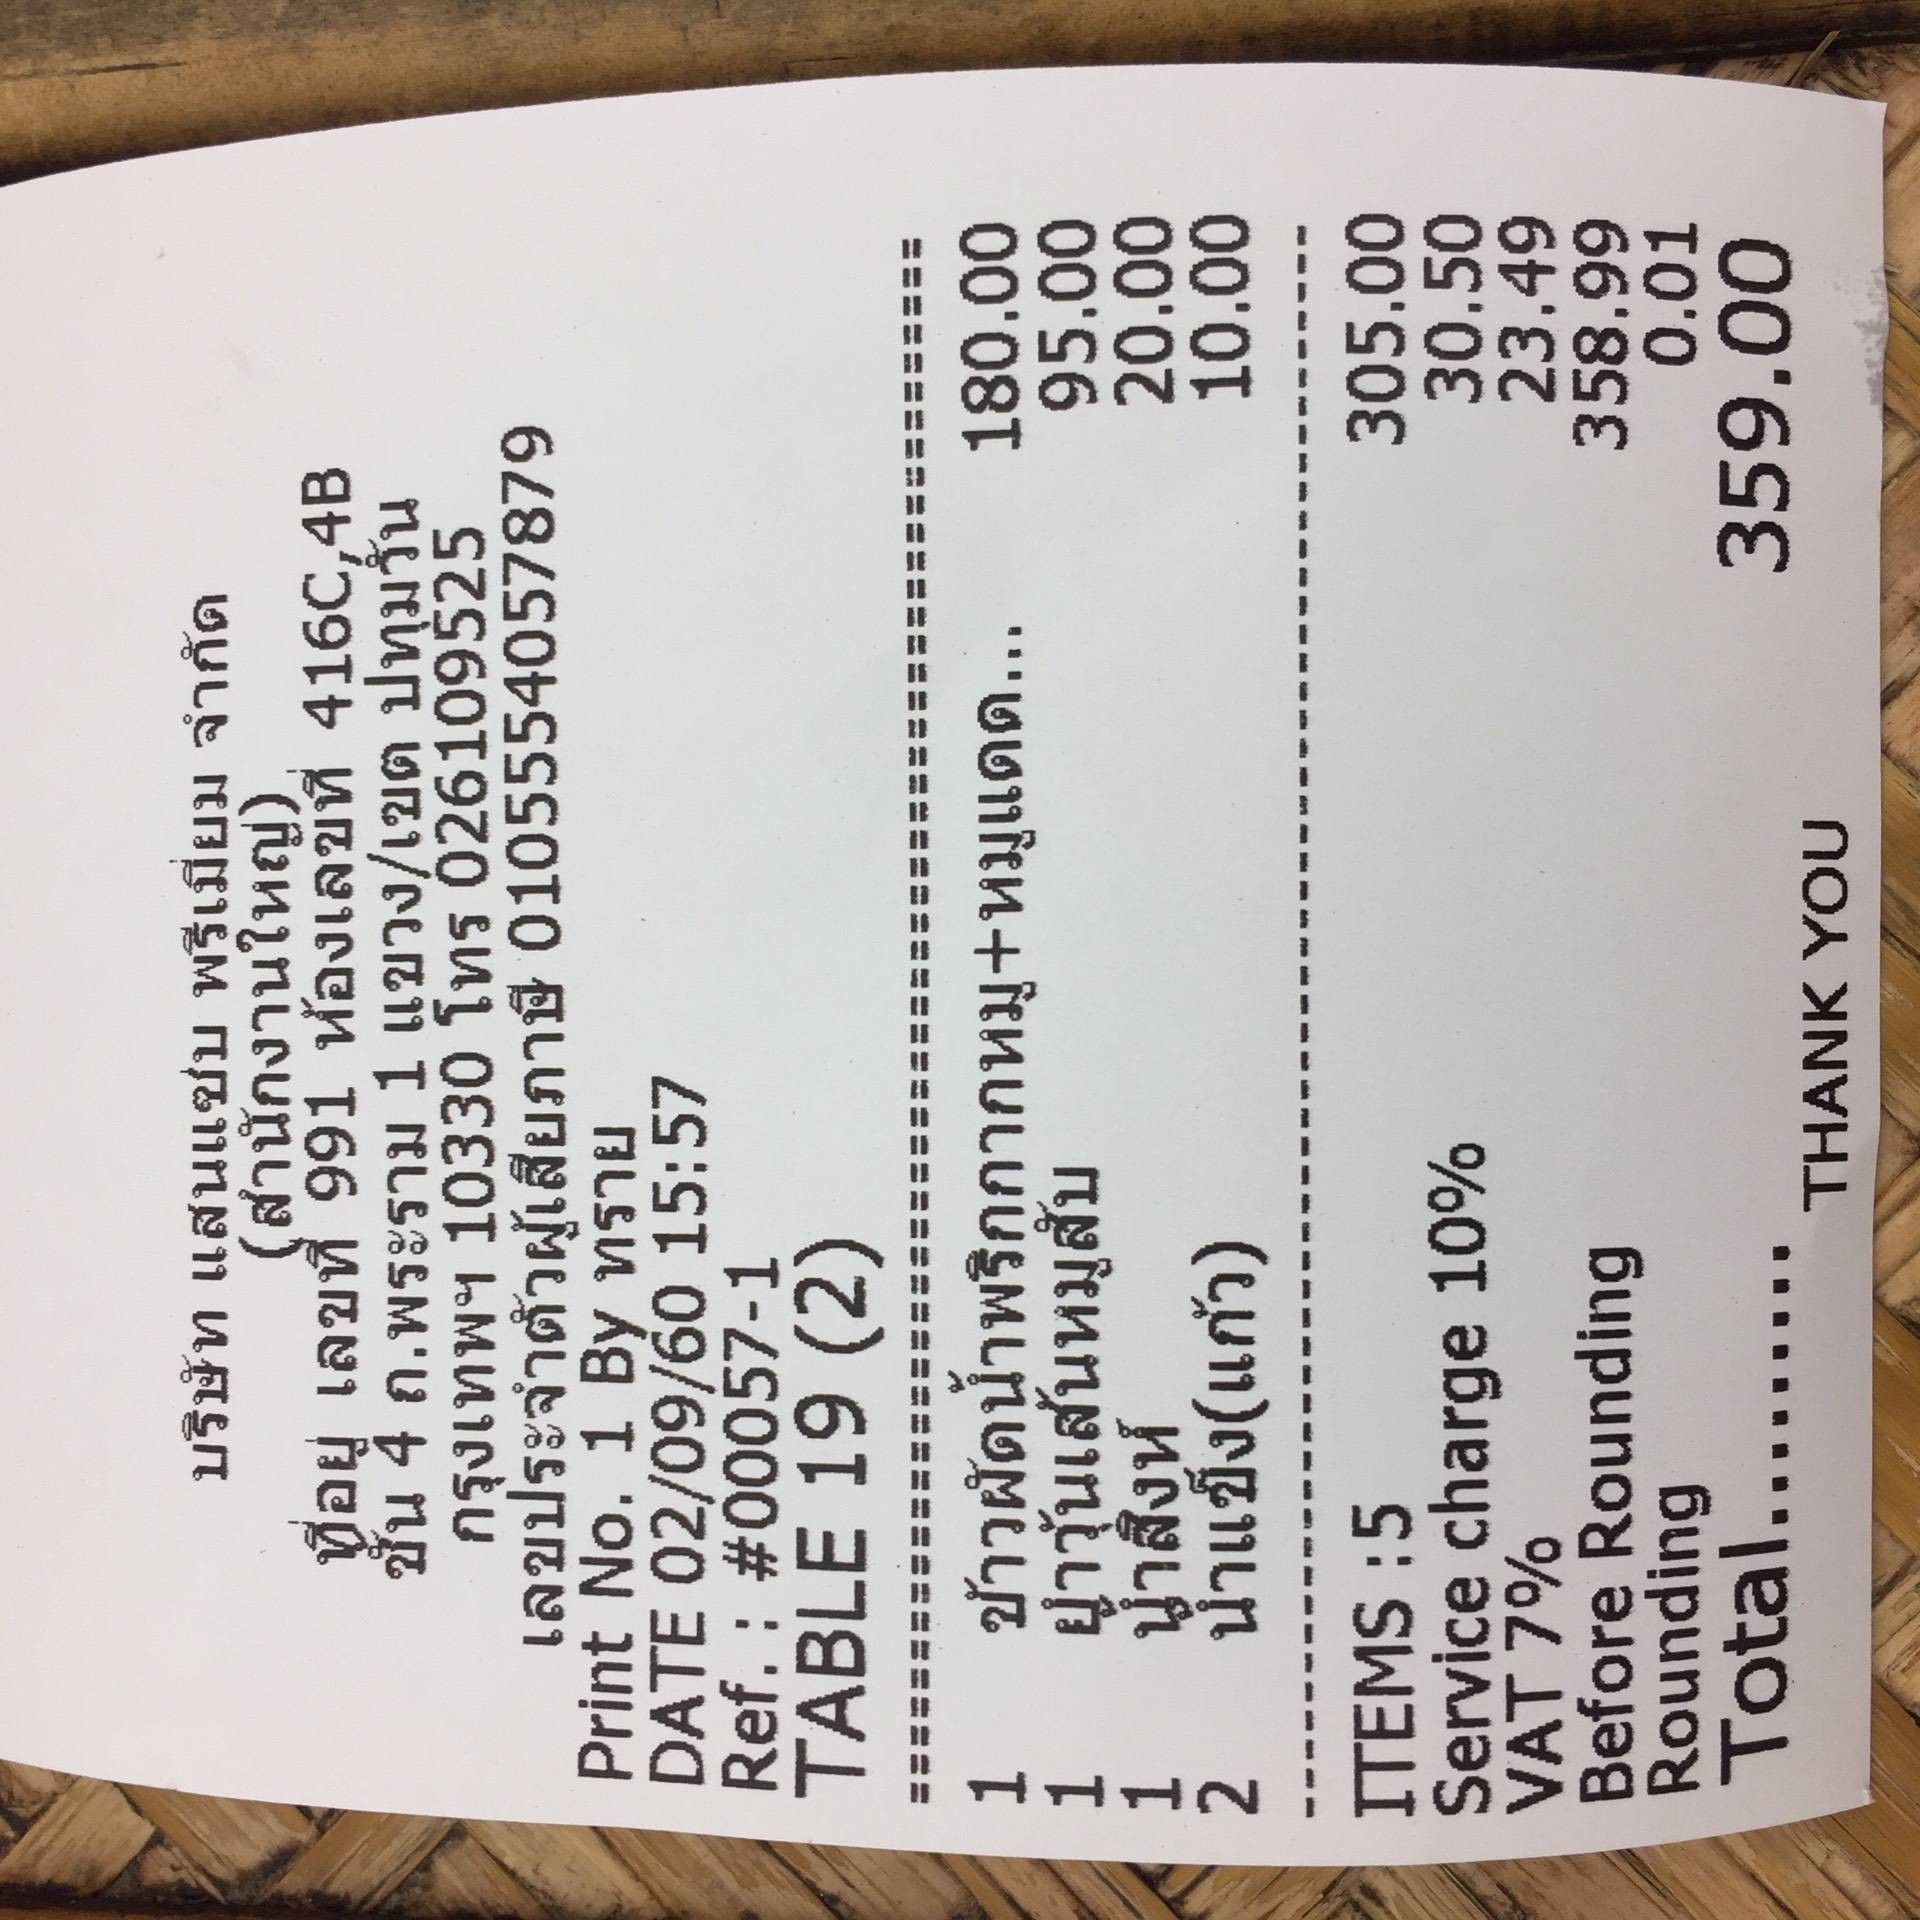 บริษัท แสนแซ่บ พรีเมี่ยม จำกัด
(สำนักงานใหญ่)
ที่อยู่ เลขที่ 991 ห้องเลขที่ 416C,4B
ชั้น 4 ถ.พระราม 1 แขวง/เขต ปทุมวัน
กรุงเทพฯ 10330 โทร 026109525
เลขประจำตัวผู้เสียภาษี 0105554057879
Print No. 1 By ทราย
DATE 02/09/60 15:57
Ref. : #00057-1
TABLE 19 (2)
================================
1 ข้าวผัดน้ำพริกกากหมู+หมูแดด... 180.00
1 ยำวุ้นเส้นหมูสับ 95.00
1 น้ำสิงห์ 20.00
2 น้ำแข็ง(แก้ว) 10.00
--------------------------------
ITEMS :5 305.00
Service charge 10% 30.50
VAT 7% 23.49
Before Rounding 358.99
Rounding 0.01
Total......... 359.00
THANK YOU